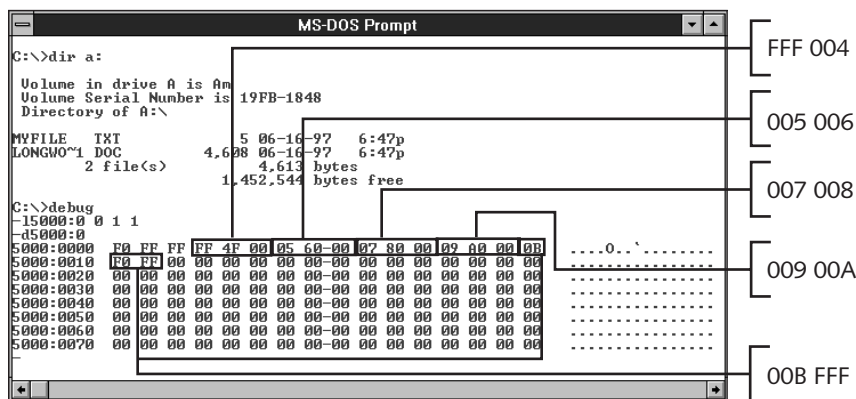 MS-DOS Prompt
C:\>dir a:
Volume in drive A is Am
Volume Serial Number is 19FB-1848
Directory of A:\
MYFILE TXT 5 06-16-97 6:47p
LONGWO~1 DOC 4,608 06-16-97 6:47p
2 file(s) 4,613 bytes
1,452,544 bytes free
C:\>debug
-l5000:0 0 1 1
-d5000:0
5000:0000 F0 FF FF FF 4F 00 05 60-00 07 80 00 09 A0 00 0B ....O..`.......
5000:0010 F0 FF 00 00 00 00 00 00-00 00 00 00 00 00 00 00 ................
5000:0020 00 00 00 00 00 00 00 00-00 00 00 00 00 00 00 00 ................
5000:0030 00 00 00 00 00 00 00 00-00 00 00 00 00 00 00 00 ................
5000:0040 00 00 00 00 00 00 00 00-00 00 00 00 00 00 00 00 ................
5000:0050 00 00 00 00 00 00 00 00-00 00 00 00 00 00 00 00 ................
5000:0060 00 00 00 00 00 00 00 00-00 00 00 00 00 00 00 00 ................
5000:0070 00 00 00 00 00 00 00 00-00 00 00 00 00 00 00 00 ................
-
FFF 004
005 006
007 008
009 00A
00B FFF